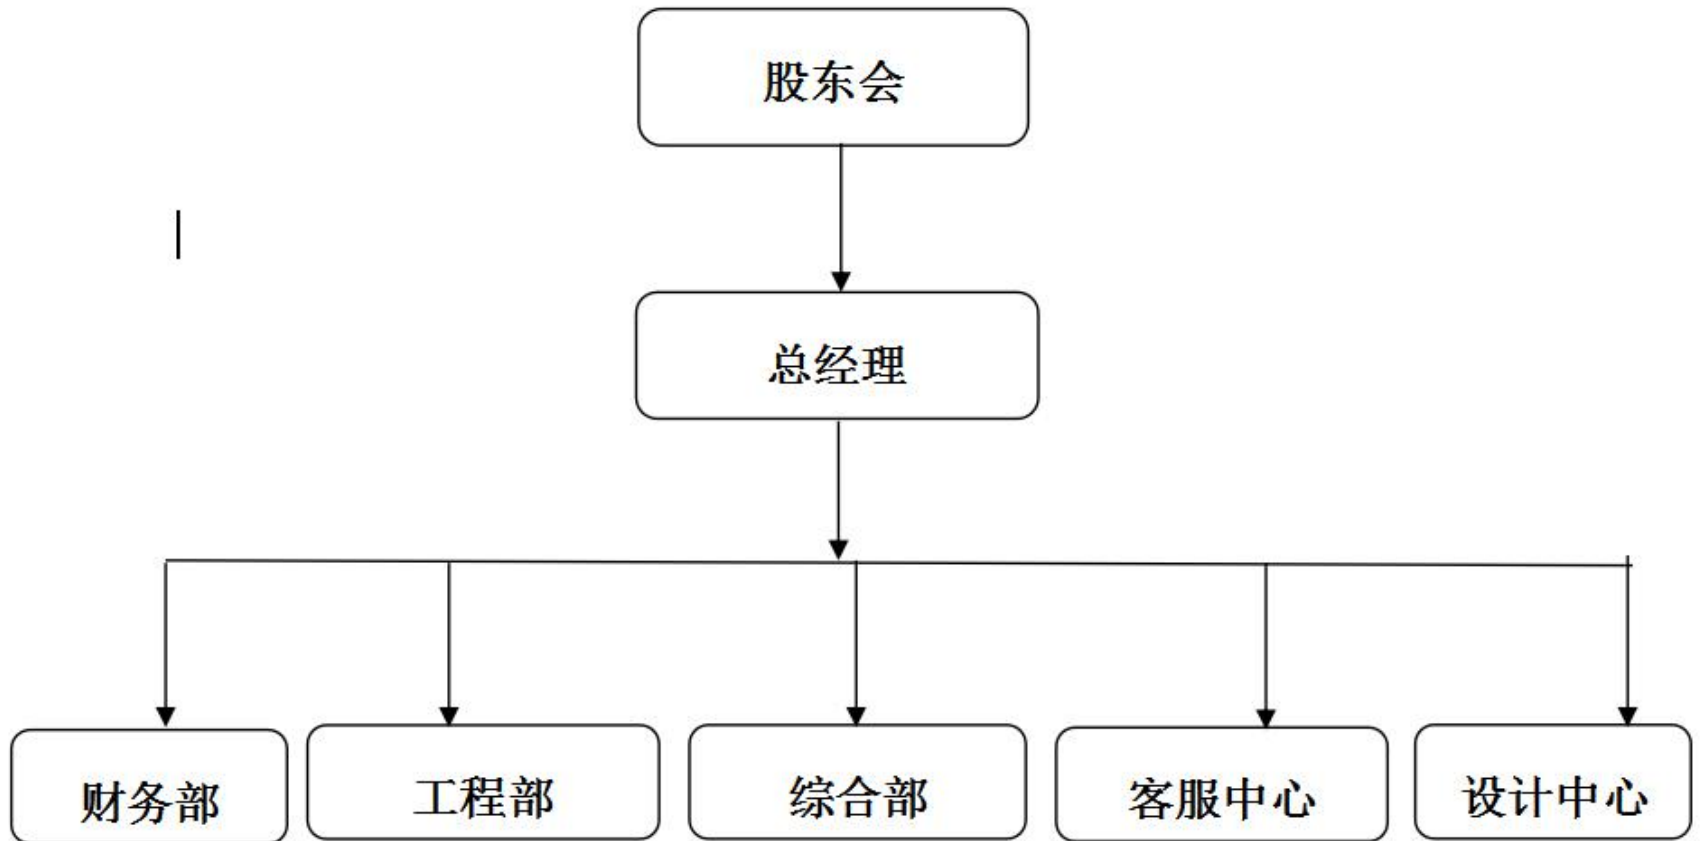 股东会
总经理
财务部
工程部
综合部
客服中心
设计中心